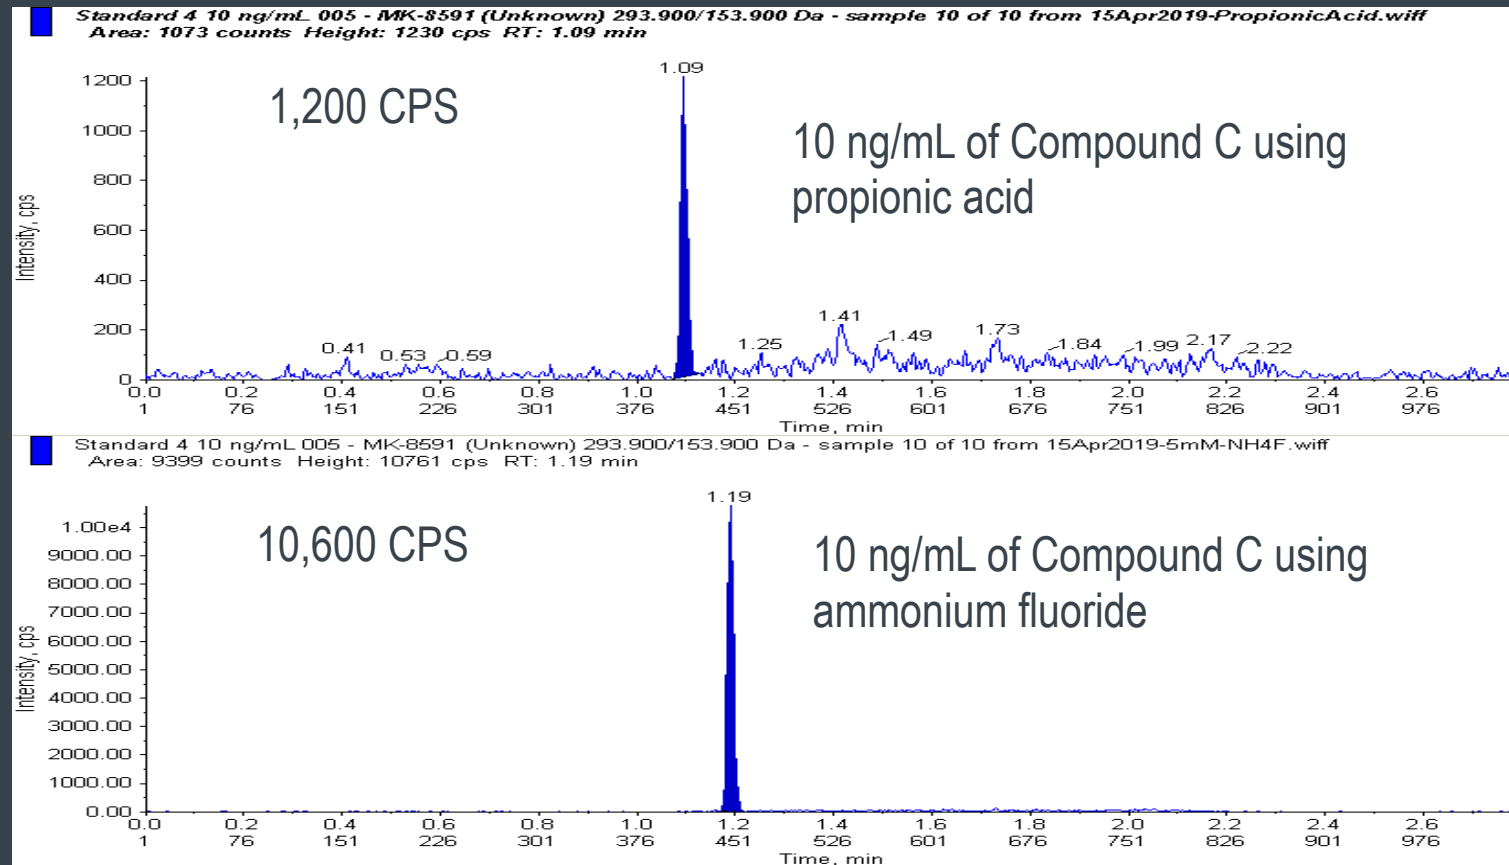 Standard 4 10 ng/mL 005 - MK-8591 (Unknown) 293.900/153.900 Da - sample 10 of 10 from 15Apr2019-PropionicAcid.wiff
Area: 1073 counts Height: 1230 cps RT: 1.09 min
1.09
1200
1,200 CPS
1000
10 ng/mL of Compound C using
propionic acid
800
600
Intensity, cps
400
200
0
0.41
0.53
0.59
1.25
1.41
1.49
1.73
1.84
1.99
2.17
2.22
0.0 0.2 0.4 0.6 0.8 1.0 1.2 1.4 1.6 1.8 2.0 2.2 2.4 2.6
1 76 151 226 301 376 451 526 601 676 751 826 901 976
Time, min
Standard 4 10 ng/mL 005 - MK-8591 (Unknown) 293.900/153.900 Da - sample 10 of 10 from 15Apr2019-5mM-NH4F.wiff
Area: 9399 counts Height: 10761 cps RT: 1.19 min
1.19
1.00e4
10,600 CPS
10 ng/mL of Compound C using
ammonium fluoride
9000.00
8000.00
7000.00
6000.00
Intensity, cps
5000.00
4000.00
3000.00
2000.00
1000.00
0.00
0.0 0.2 0.4 0.6 0.8 1.0 1.2 1.4 1.6 1.8 2.0 2.2 2.4 2.6
1 76 151 226 301 376 451 526 601 676 751 826 901 976
Time, min